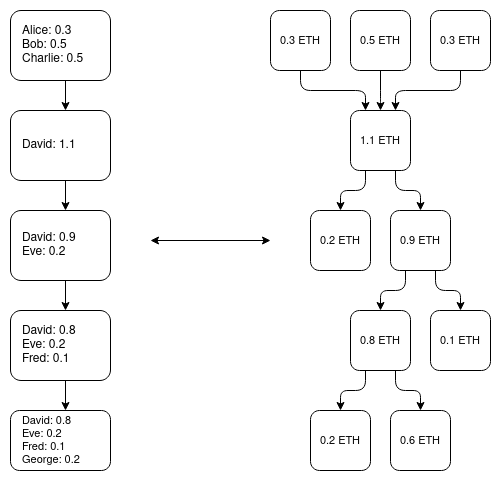 Alice: 0.3
Bob: 0.5
Charlie: 0.5
David: 1.1
David: 0.9
Eve: 0.2
David: 0.8
Eve: 0.2
Fred: 0.1
David: 0.8
Eve: 0.2
Fred: 0.1
George: 0.2
0.3 ETH
0.5 ETH
0.3 ETH
1.1 ETH
0.2 ETH
0.9 ETH
0.8 ETH
0.1 ETH
0.2 ETH
0.6 ETH